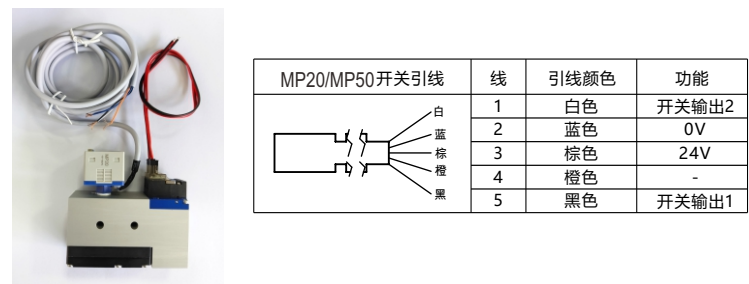 MP20/MP50开关引线 线 引线颜色 功能
1 白色 开关输出2
2 蓝色 0V
3 棕色 24V
4 橙色 -
5 黑色 开关输出1
白
蓝
棕
橙
黑